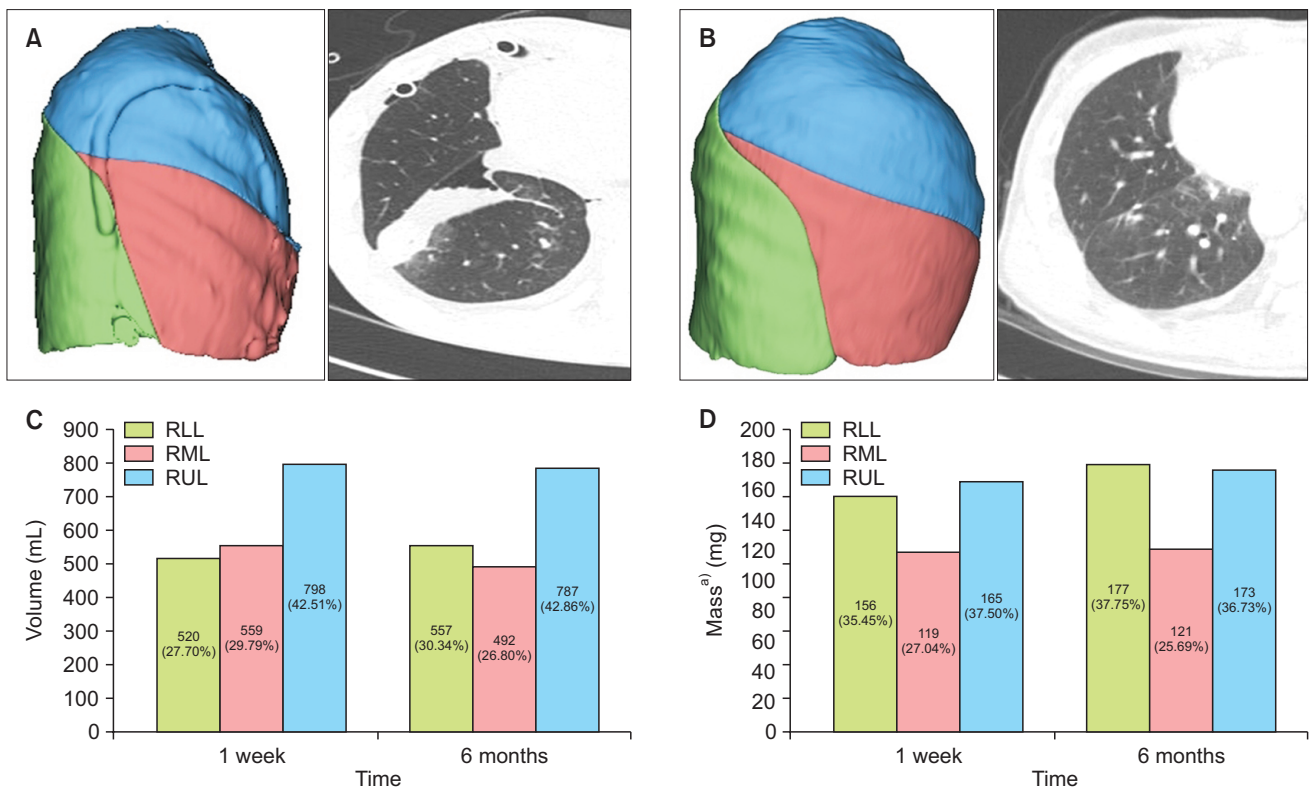 A
B
C
900
800
700
600
500
400
300
200
100
0
Volume (mL)
RLL
RML
RUL
520
(27.70%)
559
(29.79%)
798
(42.51%)
557
(30.34%)
492
(26.80%)
787
(42.86%)
1 week
6 months
Time
D
200
180
160
140
120
80
60
40
20
0
Mass a) (mg)
RLL
RML
RUL
156
(35.45%)
119
(27.04%)
165
(37.50%)
177
(37.75%)
121
(25.69%)
173
(36.73%)
1 week
6 months
Time